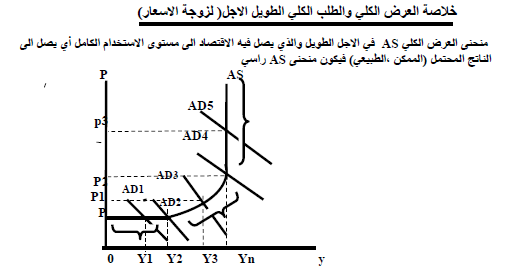 خلاصة العرض الكلي والطلب الكلي الطويل الاجل( لزوجة الاسعار)
منحنى العرض الكلي AS في الاجل الطويل والذي يصل فيه الاقتصاد الى مستوى الاستخدام الكامل أي يصل الى
الناتج المحتمل (الممكن ،الطبيعي) فيكون منحنى AS راسي
P AS
AD5
p3
AD4
P2 AD3
P1 AD1 AD2
P
0 Y1 Y2 Y3 Yn y